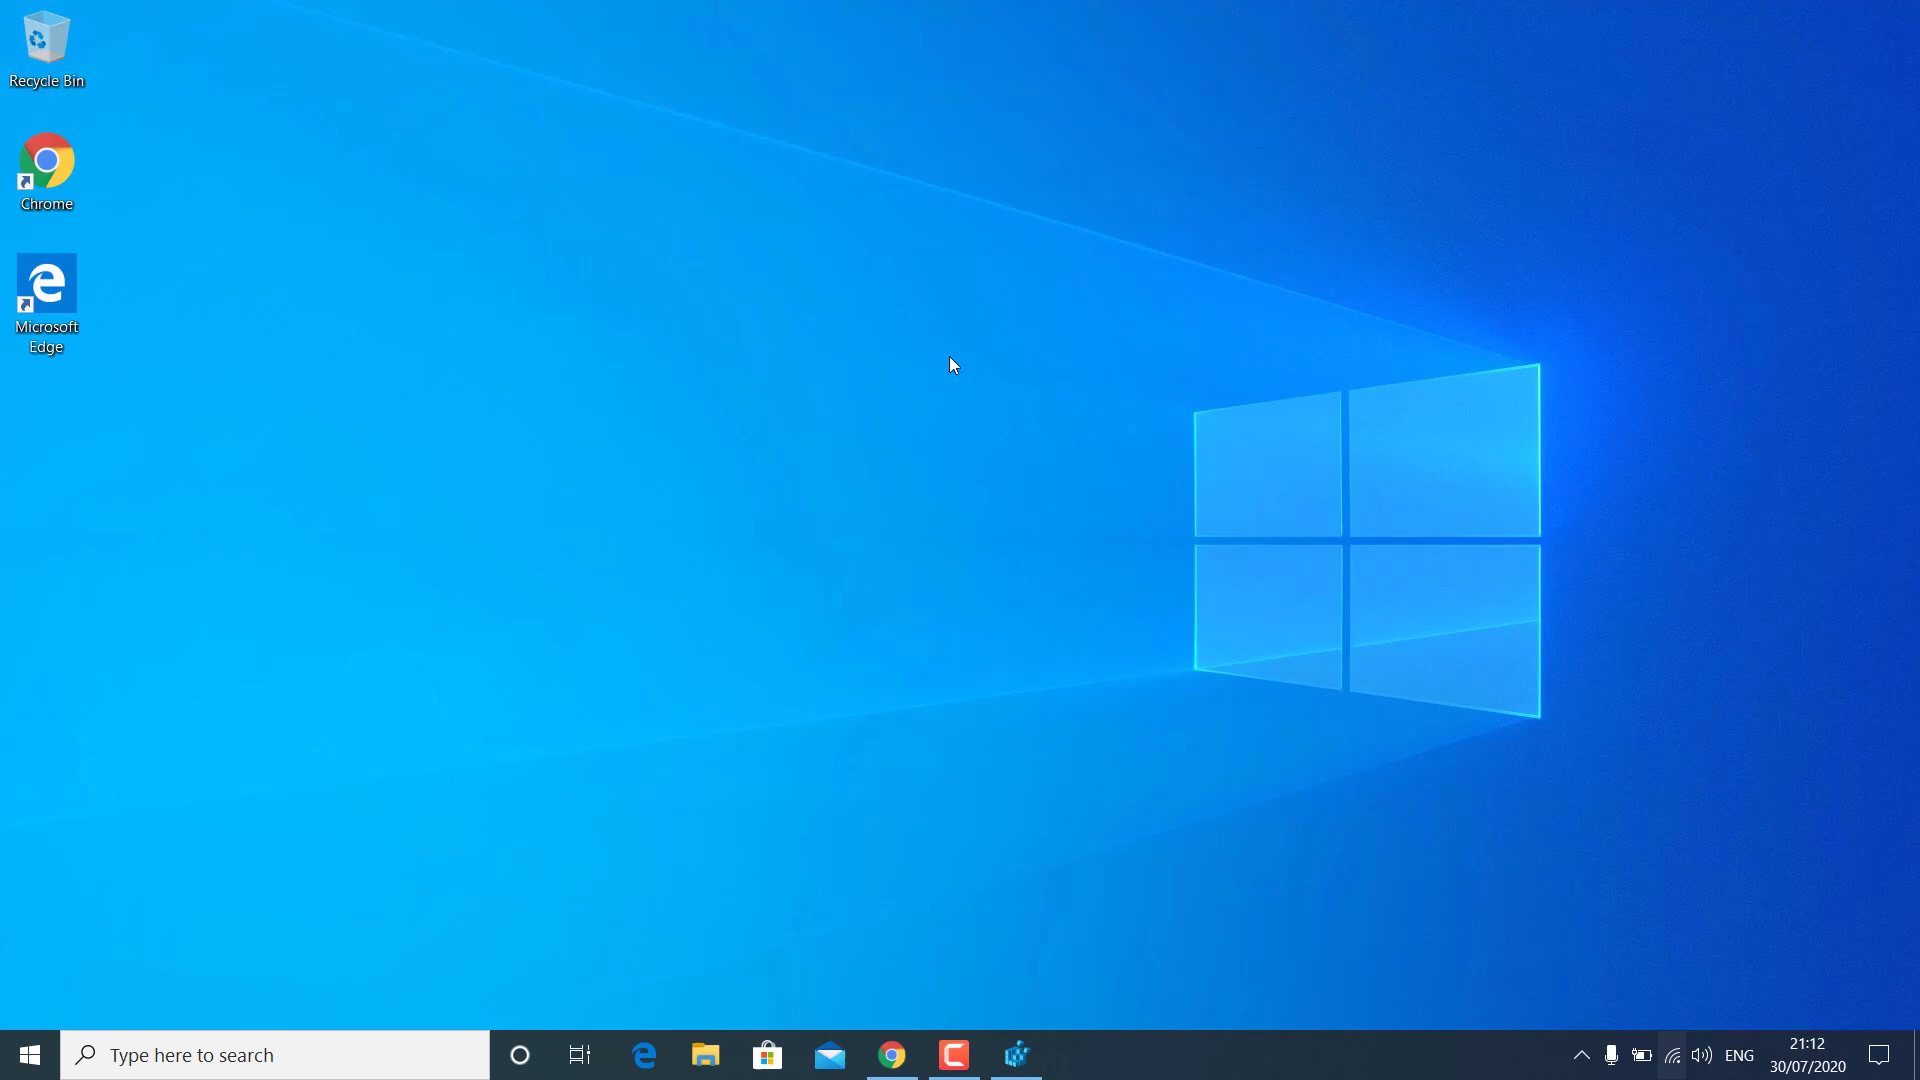 Recycle Bin
Chrome
Microsoft
Edge
Type here to search
ENG
21:12
30/07/2020